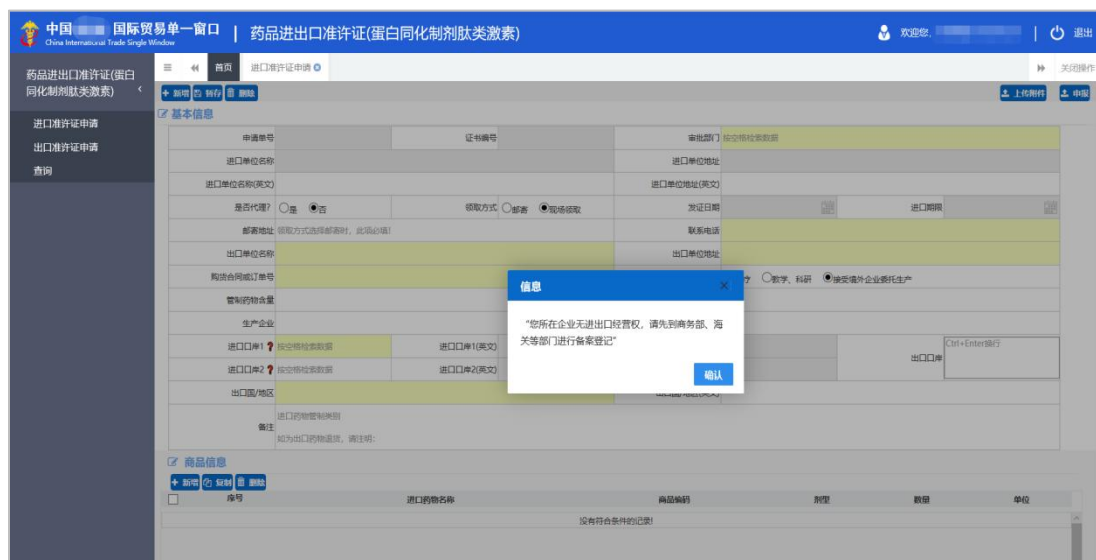 中国 国际贸易单一窗口 | 药品进出口准许证(蛋白同化制剂肽类激素)
China International Trade Single Window
欢迎您, | 退出
药品进出口准许证(蛋白
同化制剂肽类激素)
进口准许证申请
出口准许证申请
查询
首页 进口准许证申请 关闭操作
新增 暂存 删除 上传附件 申报
基本信息
申请单号 证书编号 审批部门 按空格检索数据
进口单位名称 进口单位地址
进口单位名称(英文) 进口单位地址(英文)
是否代理? 是 否 领取方式 邮寄 现场领取 发证日期 进口期限
邮寄地址 领取方式选择邮寄时,此项必填! 联系电话
出口单位名称 出口单位地址
购货合同或订单号 教学、科研 接受境外企业委托生产
管制药物含量
生产企业
进口口岸1 ? 按空格检索数据 进口口岸1(英文) 出口口岸 Ctrl+Enter换行
进口口岸2 ? 按空格检索数据 进口口岸2(英文)
出口国/地区
备注 进口药物管制类别
如为出口药物退货,请注明:
信息
“您所在企业无进出口经营权,请先到商务部、海
关等部门进行备案登记”
确认
商品信息
新增 复制 删除
序号 进口药物名称 商品编码 剂型 数量 单位
没有符合条件的记录!